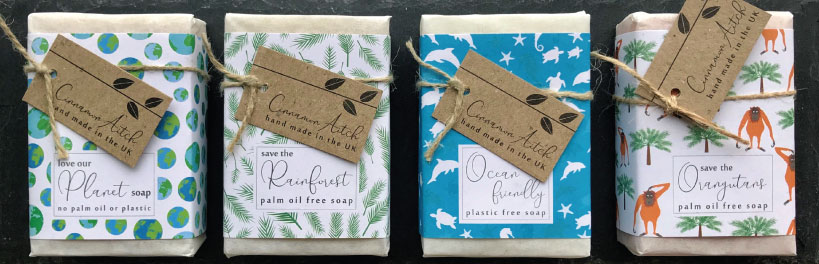 Cinnamon Aitch
hand made in the UK
love our
Planet soap
no palm oil or plastic
Cinnamon Aitch
hand made in the UK
save the
Rainforest
palm oil free soap
Cinnamon Aitch
hand made in the UK
Ocean
friendly
plastic free soap
Cinnamon Aitch
hand made in the UK
save the
Orangutans
palm oil free soap